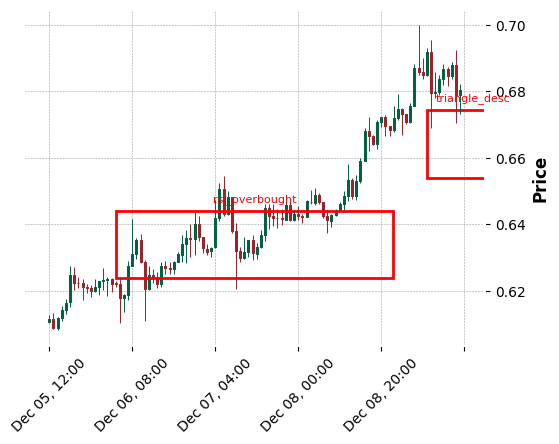 0.70
triangle_desc
0.68
0.66
Price
rsi_overbought
0.64
0.62
Dec 05, 12:00
Dec 06, 08:00
Dec 07, 04:00
Dec 08, 00:00
Dec 08, 20:00